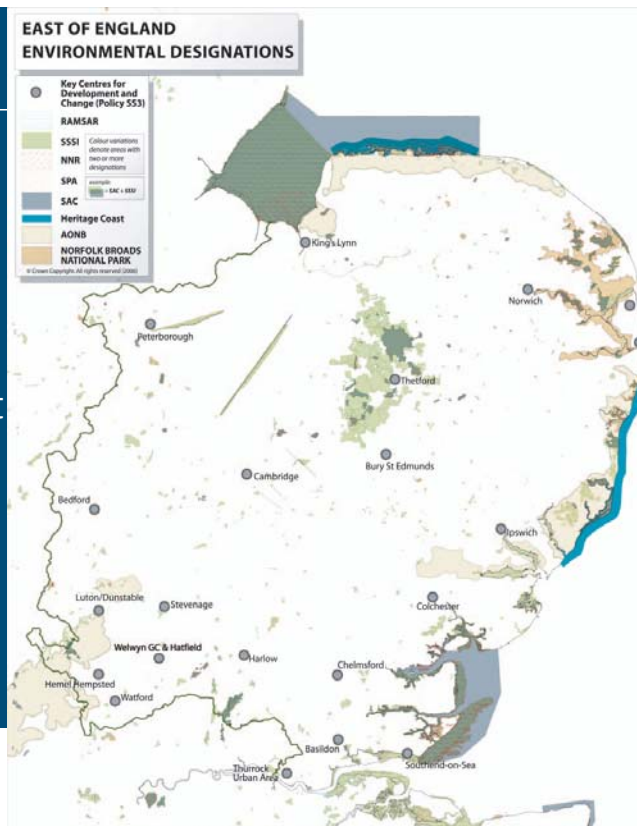 EAST OF ENGLAND
ENVIRONMENTAL DESIGNATIONS
Key Centres for
Development and
Change (Policy SS3)
RAMSAR
SSSI
Colour variations
denote areas with
two or more
designations
NNR
SPA
example
SAC
Heritage Coast
AONB
NORFOLK BROADS
NATIONAL PARK
© Crown Copyright. All rights reserved (2006)
King's Lynn
Norwich
Peterborough
Thetford
Bury St Edmunds
Cambridge
Bedford
Ipswich
Luton/Dunstable
Stevenage
Colchester
Welwyn GC & Hatfield
Harlow
Chelmsford
Hemel Hempsted
Watford
Basildon
Southend-on-Sea
Thurrock
Urban Area